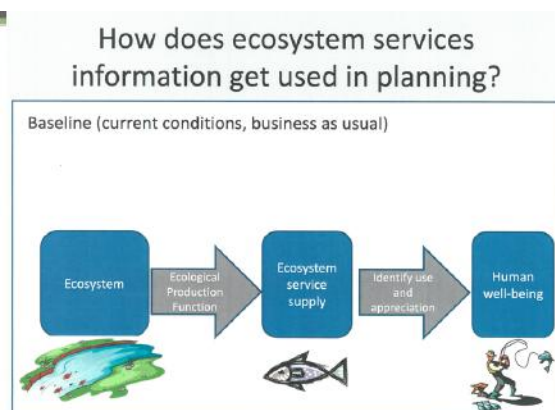 How does ecosystem services
information get used in planning?
Baseline (current conditions, business as usual)
Ecosystem
Ecological
Production
Function
Ecosystem
service
supply
Identify use
and
appreciation
Human
well-being